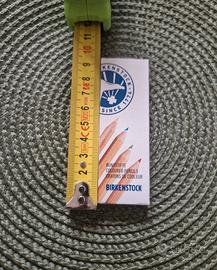 BIRKENSTOCK
SINCE 1774
BUNTSTIFTE
COLOURED PENCILS
CRAYONS DE COULEUR
BIRKENSTOCK
2 3 4 5 6 7 8 9 10 11